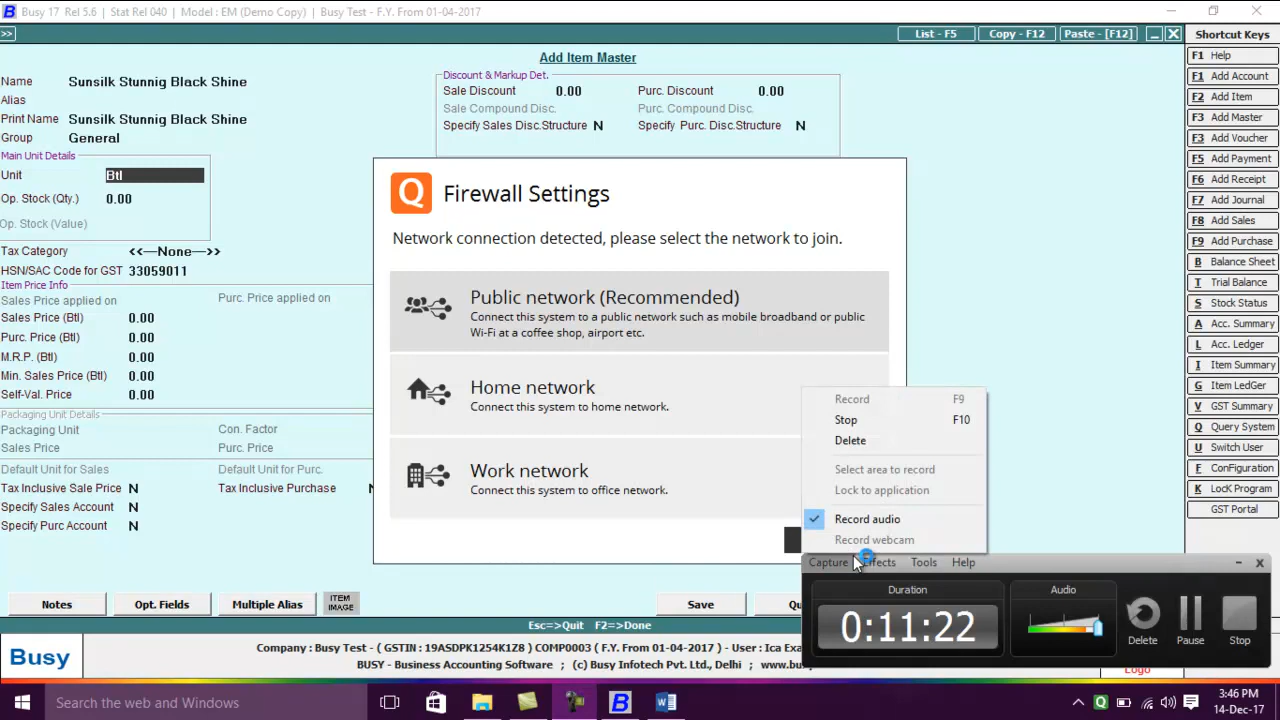 Busy 17 Rel 5.6 | Stat Rel 040 | Model : EM (Demo Copy) | Busy Test - F.Y. From 01-04-2017
>>
List - F5
Copy - F12
Paste - [F12]
Shortcut Keys
Add Item Master
Name Sunsilk Stunnig Black Shine
Alias
Print Name Sunsilk Stunnig Black Shine
Group General
Main Unit Details
Unit Btl
Op. Stock (Qty.) 0.00
Op. Stock (Value)
Tax Category <<---None--->>
HSN/SAC Code for GST 33059011
Item Price Info
Sales Price applied on
Purc. Price applied on
Sales Price (Btl) 0.00
Purc. Price (Btl) 0.00
M.R.P. (Btl) 0.00
Min. Sales Price (Btl) 0.00
Self-Val. Price 0.00
Packaging Unit Details
Packaging Unit
Con. Factor
Sales Price
Purc. Price
Default Unit for Sales
Default Unit for Purc.
Tax Inclusive Sale Price N
Tax Inclusive Purchase
Specify Sales Account N
Specify Purc Account N
Discount & Markup Det.
Sale Discount 0.00 Purc. Discount 0.00
Sale Compound Disc. Purc. Compound Disc.
Specify Sales Disc.Structure N Specify Purc. Disc.Structure N
Q Firewall Settings
Network connection detected, please select the network to join.
Public network (Recommended)
Connect this system to a public network such as mobile broadband or public
Wi-Fi at a coffee shop, airport etc.
Home network
Connect this system to home network.
Work network
Connect this system to office network.
Record F9
Stop F10
Delete
Select area to record
Lock to application
Record audio
Record webcam
Capture Effects Tools Help
Duration
0:11:22
Audio
Delete
Pause
Stop
F1 Help
F1 Add Account
F2 Add Item
F3 Add Master
F3 Add Voucher
F5 Add Payment
F6 Add Receipt
F7 Add Journal
F8 Add Sales
F9 Add Purchase
B Balance Sheet
T Trial Balance
S Stock Status
A Acc. Summary
L Acc. Ledger
I Item Summary
G Item LedGer
V GST Summary
Q Query System
U Switch User
F ConFiguration
K LocK Program
GST Portal
Notes
Opt. Fields
Multiple Alias
ITEM
IMAGE
Save
Esc=>Quit F2=>Done
Busy
Company : Busy Test - ( GSTIN : 19ASDPK1254K1Z8 ) COMP0003 ( F.Y. : From 01-04-2017 ) - User : Ica Exa
BUSY - Business Accounting Software ; (c) Busy Infotech Pvt. Ltd., Delhi ; www.bu
Logo
Search the web and Windows
3:46 PM
14-Dec-17